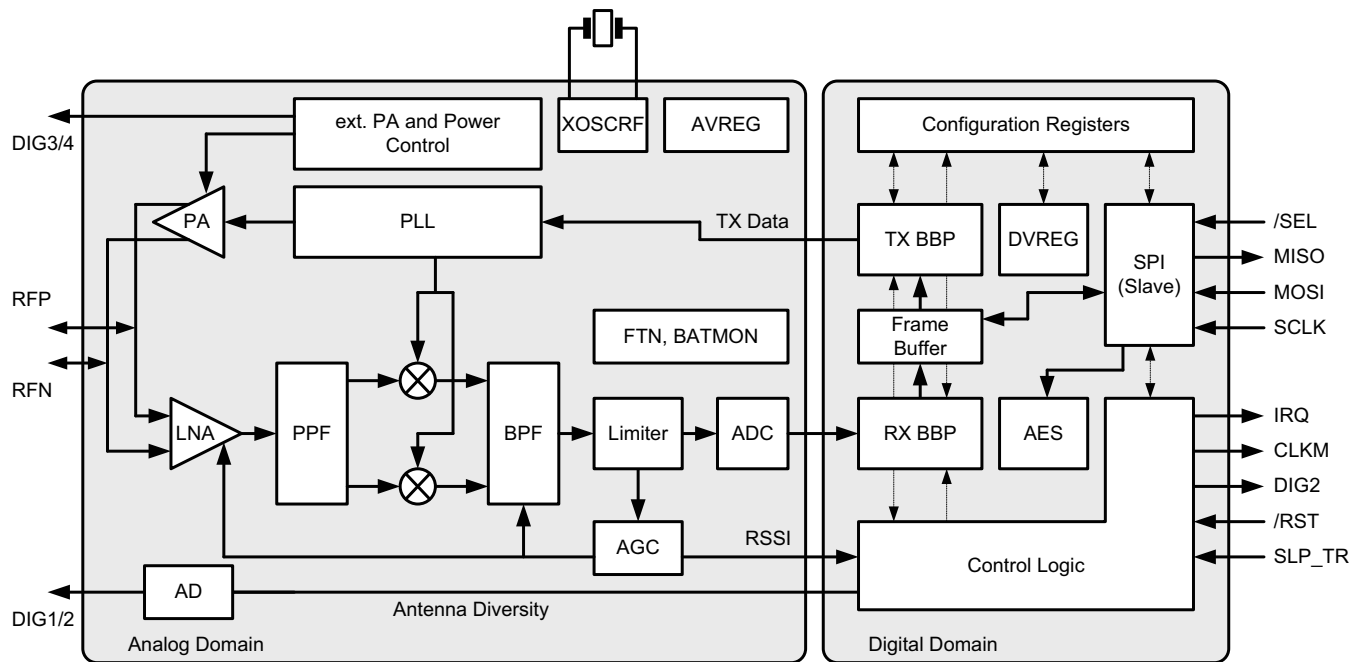 ext. PA and Power
Control
XOSCRF
AVREG
Configuration Registers
DIG3/4
PA
PLL
TX Data
TX BBP
DVREG
SPI
(Slave)
/SEL
MISO
MOSI
SCLK
RFP
RFN
FTN, BATMON
Frame
Buffer
LNA
PPF
BPF
Limiter
ADC
RX BBP
AES
IRQ
CLKM
DIG2
/RST
SLP_TR
AGC
RSSI
Control Logic
AD
DIG1/2
Antenna Diversity
Analog Domain
Digital Domain